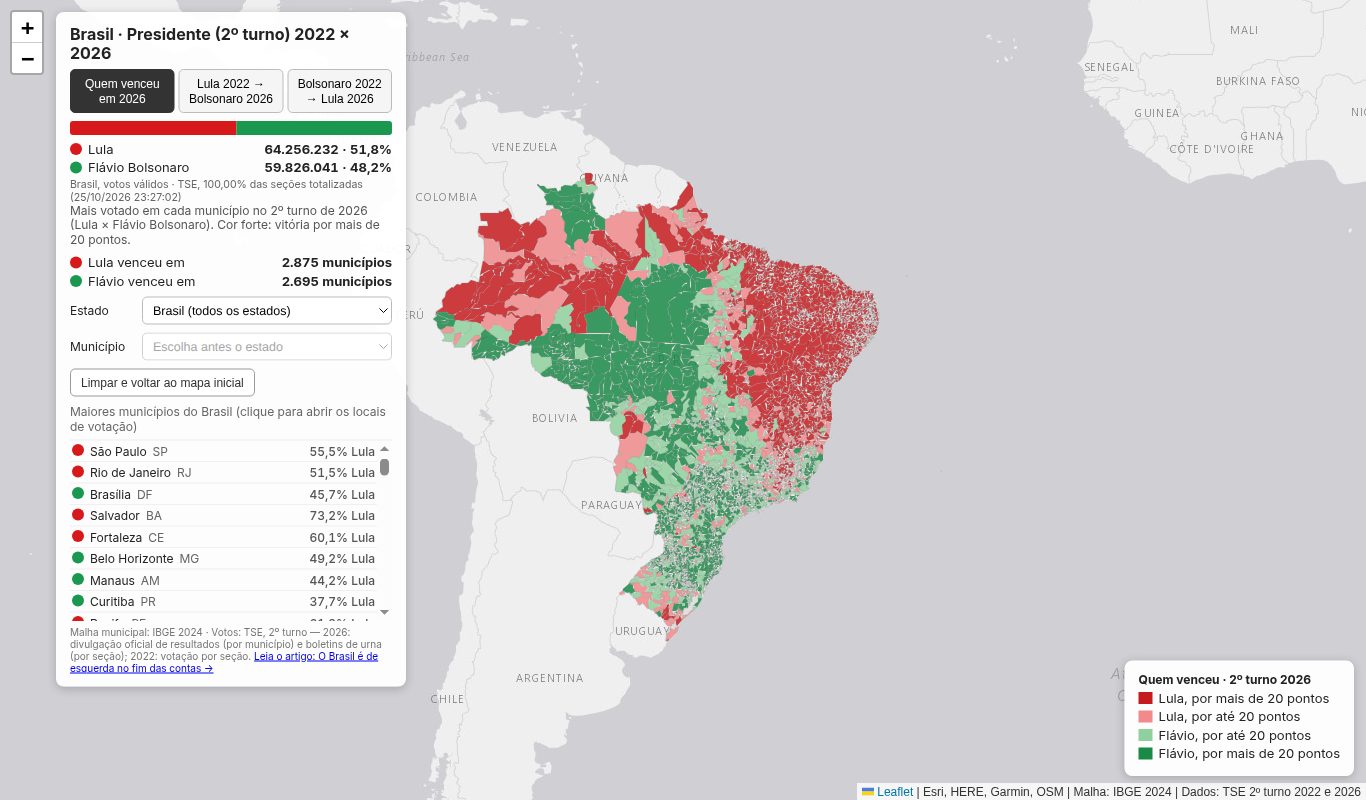 +
−
Brasil · Presidente (2º turno) 2022 ×
2026
Quem venceu
em 2026
Lula 2022 →
Bolsonaro 2026
Bolsonaro 2022
→ Lula 2026
Lula 64.256.232 · 51,8%
Flávio Bolsonaro 59.826.041 · 48,2%
Brasil, votos válidos · TSE, 100,00% das seções totalizadas
(25/10/2026 23:27:02)
Mais votado em cada município no 2º turno de 2026
(Lula × Flávio Bolsonaro). Cor forte: vitória por mais de
20 pontos.
Lula venceu em 2.875 municípios
Flávio venceu em 2.695 municípios
Estado Brasil (todos os estados)
Município Escolha antes o estado
Limpar e voltar ao mapa inicial
Maiores municípios do Brasil (clique para abrir os locais
de votação)
São Paulo SP 55,5% Lula
Rio de Janeiro RJ 51,5% Lula
Brasília DF 45,7% Lula
Salvador BA 73,2% Lula
Fortaleza CE 60,1% Lula
Belo Horizonte MG 49,2% Lula
Manaus AM 44,2% Lula
Curitiba PR 37,7% Lula
Malha municipal: IBGE 2024 · Votos: TSE, 2º turno — 2026:
divulgação oficial de resultados (por município) e boletins de urna
(por seção); 2022: votação por seção. Leia o artigo: O Brasil é de
esquerda no fim das contas →
ibbean Sea
VENEZUELA
GUYANA
COLOMBIA
ERÚ
BOLIVIA
PARAGUAY
URUGUAY
ARGENTINA
CHILE
MALI
SENEGAL
BURKINA FASO
GUINEA
GHANA
CÔTE D'IVOIRE
Quem venceu · 2º turno 2026
Lula, por mais de 20 pontos
Lula, por até 20 pontos
Flávio, por até 20 pontos
Flávio, por mais de 20 pontos
Leaflet | Esri, HERE, Garmin, OSM | Malha: IBGE 2024 | Dados: TSE 2º turno 2022 e 2026